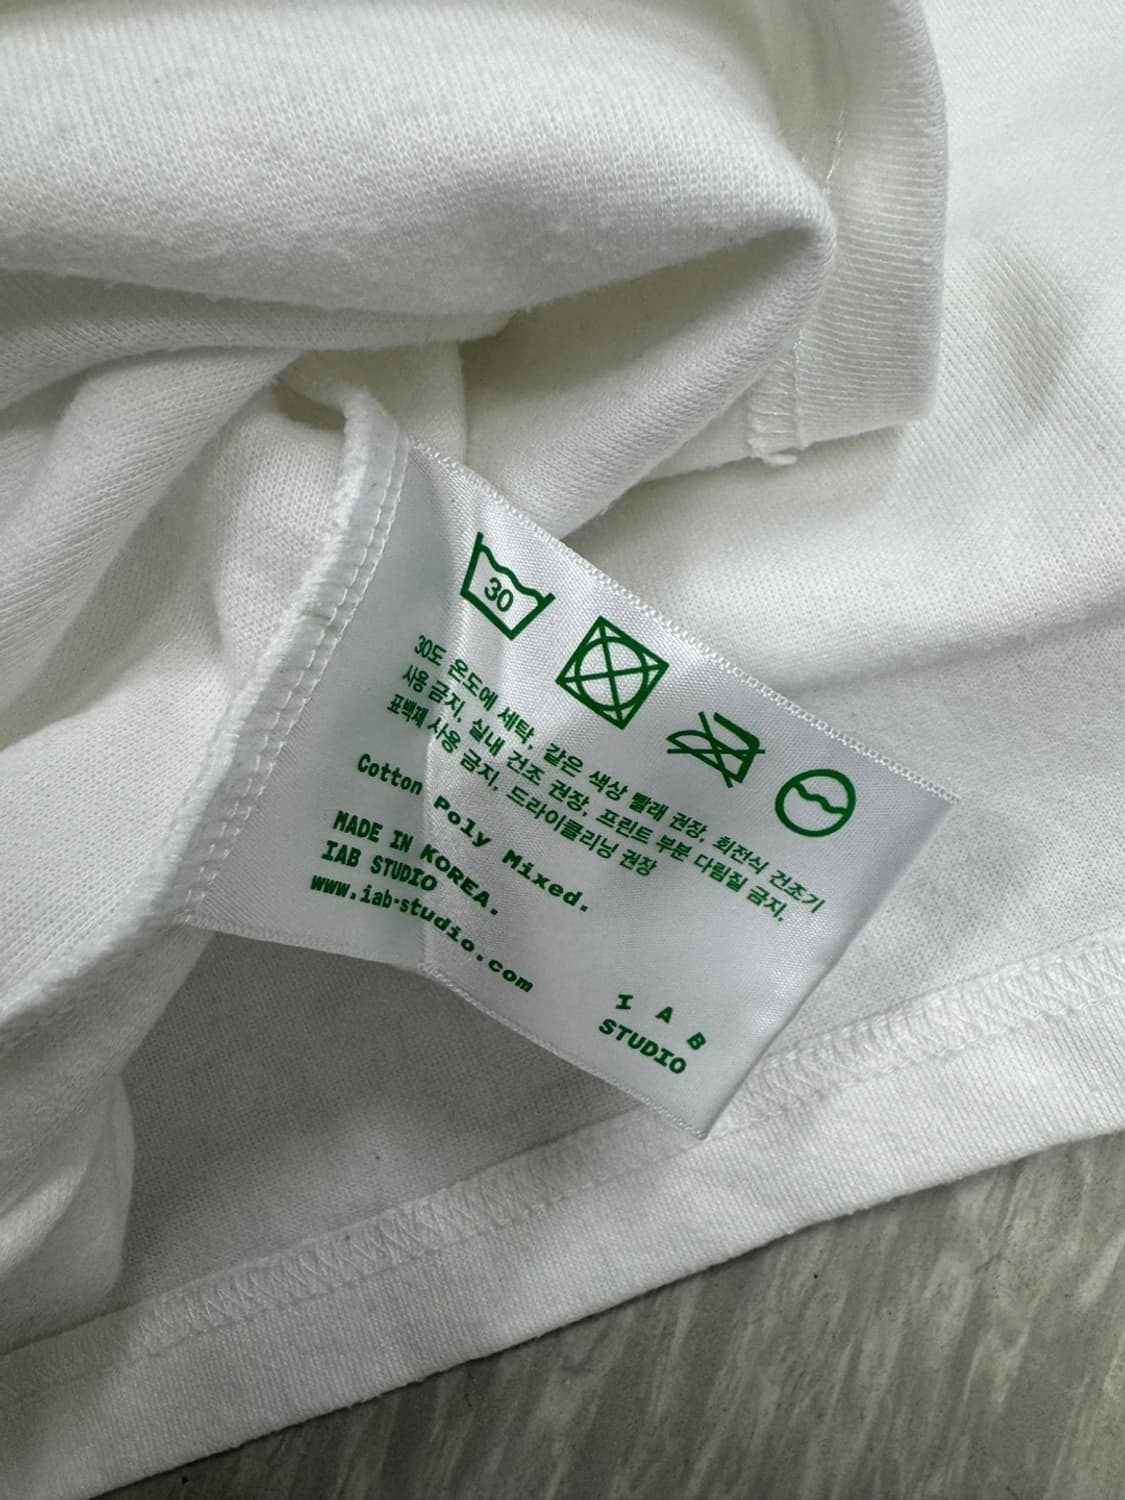 30
30도 온도에 세탁, 같은 색상 빨래 권장, 회전식 건조기
사용 금지, 실내 건조 권장, 프린트 부분 다림질 금지,
표백제 사용 금지, 드라이클리닝 권장
Cotton Poly Mixed.
MADE IN KOREA.
IAB STUDIO
www.iab-studio.com
I A B
STUDIO